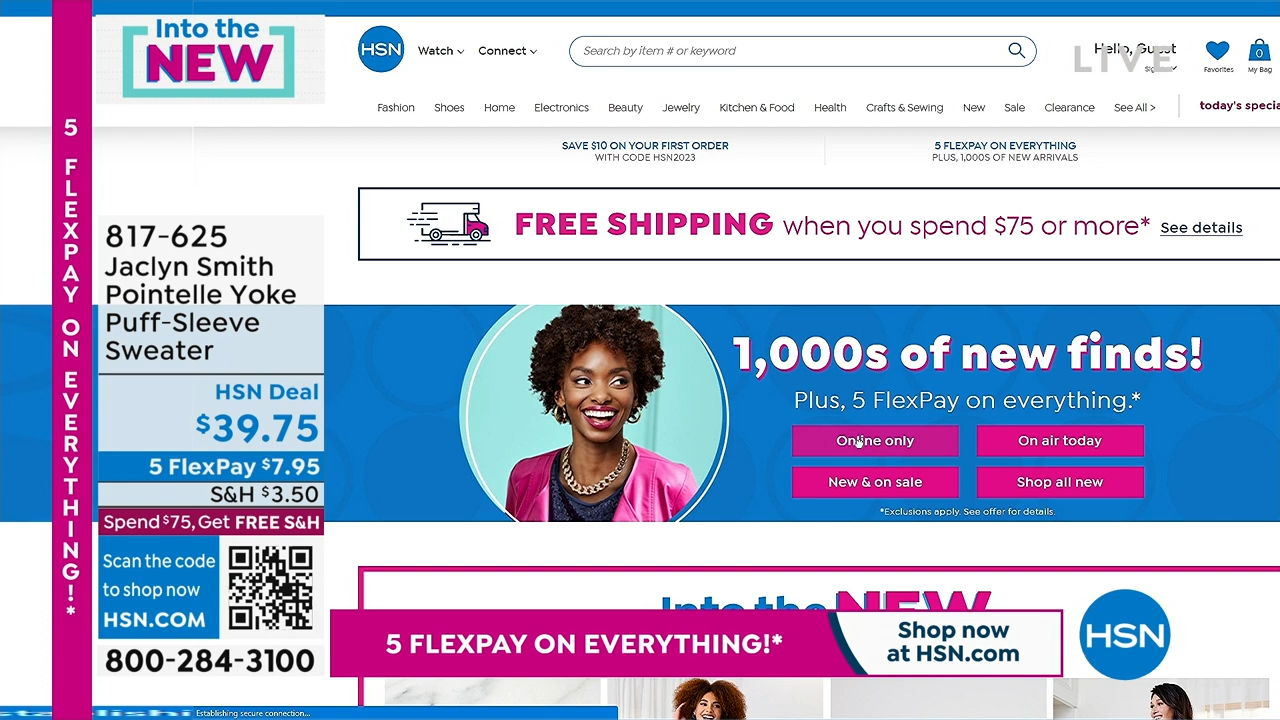 Into the
NEW
5 FLEXPAY ON EVERYTHING!*
817-625
Jaclyn Smith
Pointelle Yoke
Puff-Sleeve
Sweater
HSN Deal
$39.75
5 FlexPay $7.95
S&H $3.50
Spend $75, Get FREE S&H
Scan the code
to shop now
HSN.COM
800-284-3100
HSN
Watch
Connect
Search by item # or keyword
Hello, Guest
LIVE
Favorites
0
My Bag
Fashion Shoes Home Electronics Beauty Jewelry Kitchen & Food Health Crafts & Sewing New Sale Clearance See All >
today's specia
SAVE $10 ON YOUR FIRST ORDER
WITH CODE HSN2023
5 FLEXPAY ON EVERYTHING
PLUS, 1,000S OF NEW ARRIVALS
FREE SHIPPING when you spend $75 or more* See details
1,000s of new finds!
Plus, 5 FlexPay on everything.*
Online only
On air today
New & on sale
Shop all new
*Exclusions apply. See offer for details.
Into the NEW
5 FLEXPAY ON EVERYTHING!*
Shop now
at HSN.com
HSN
Establishing secure connection...